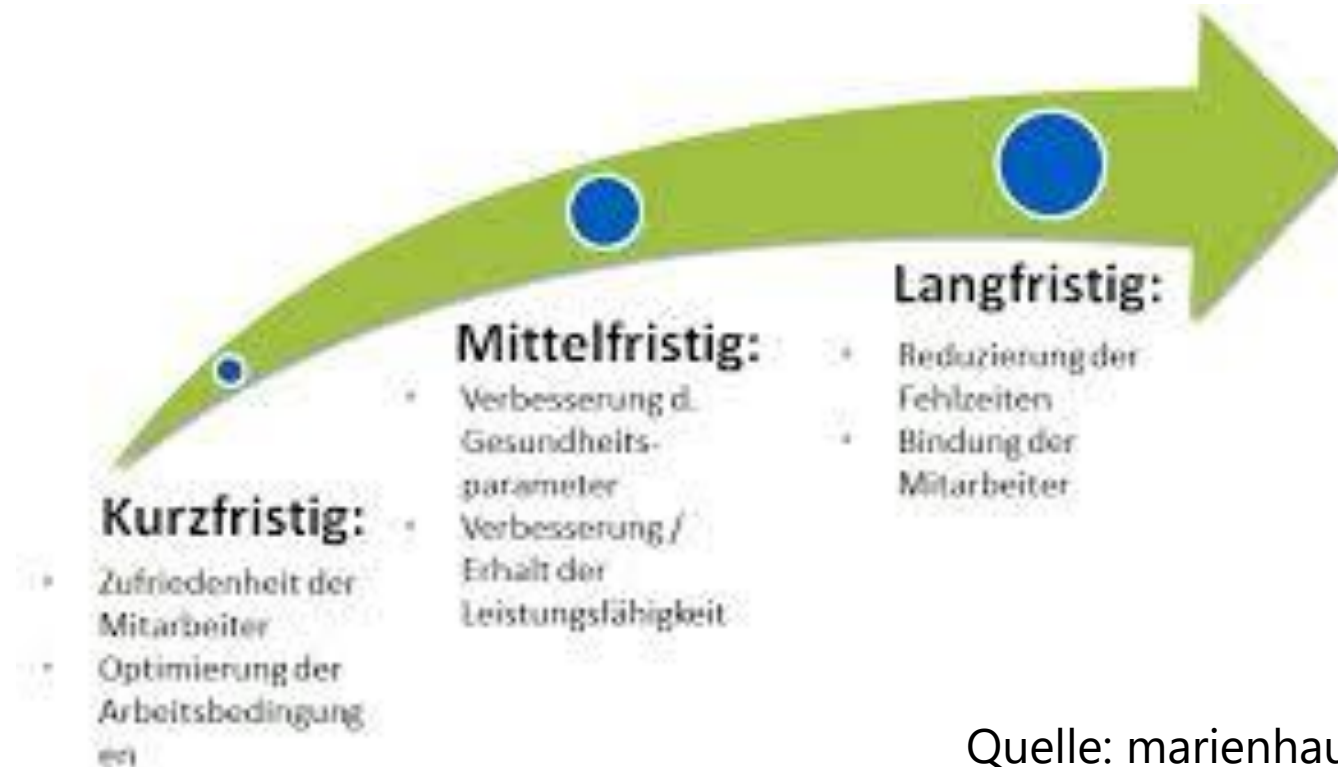 Kurzfristig:
Zufriedenheit der
Mitarbeiter
Optimierung der
Arbeitsbedingung
en
Mittelfristig:
Verbesserung d.
Gesundheits-
parameter
Verbesserung /
Erhalt der
Leistungsfähigkeit
Langfristig:
Reduzierung der
Fehlzeiten
Bindung der
Mitarbeiter
Quelle: marienhau